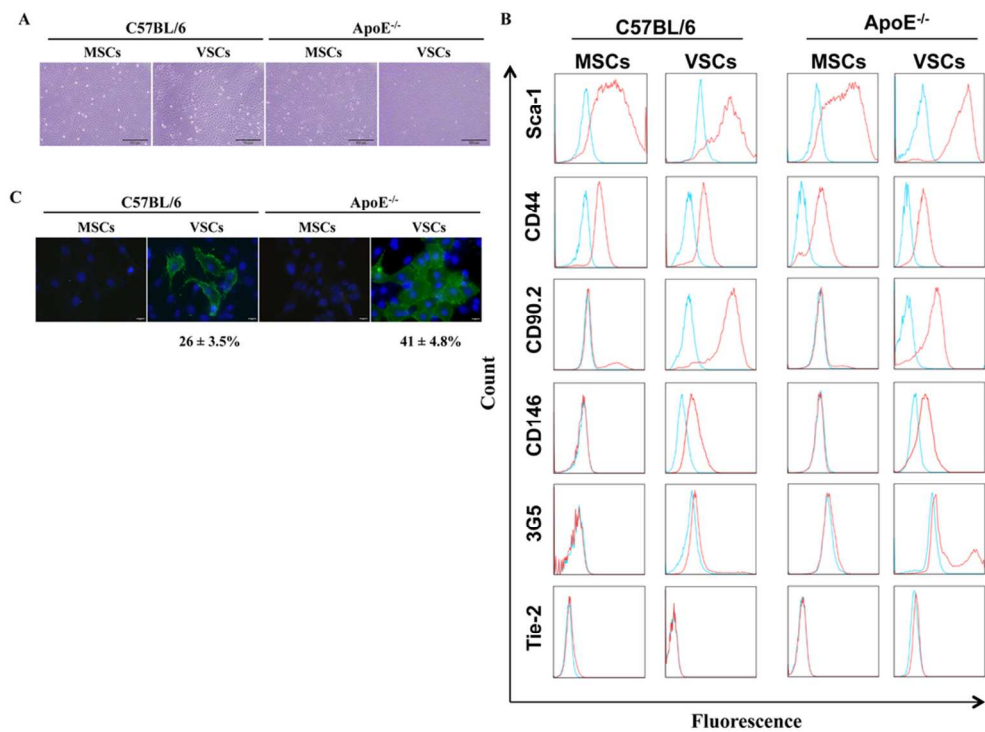 A
C57BL/6 ApoE-/-
MSCs VSCs MSCs VSCs
C
C57BL/6 ApoE-/-
MSCs VSCs MSCs VSCs
26 ± 3.5% 41 ± 4.8%
B
C57BL/6 ApoE-/-
MSCs VSCs MSCs VSCs
Sca-1
CD44
CD90.2
CD146
3G5
Tie-2
Count
Fluorescence